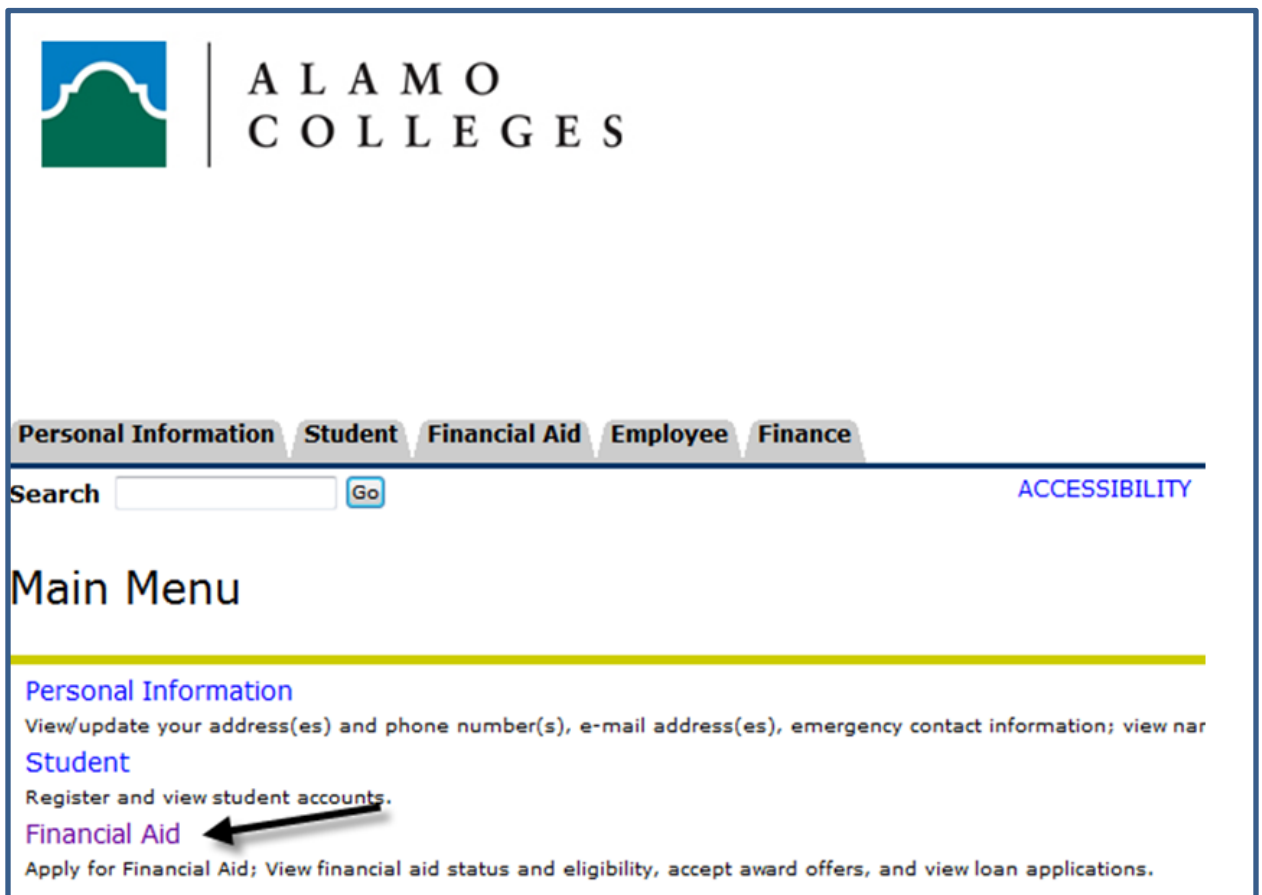 ALAMO
COLLEGES
Personal Information Student Financial Aid Employee Finance
Search Go ACCESSIBILITY
Main Menu
Personal Information
View/update your address(es) and phone number(s), e-mail address(es), emergency contact information; view nar
Student
Register and view student accounts.
Financial Aid
Apply for Financial Aid; View financial aid status and eligibility, accept award offers, and view loan applications.